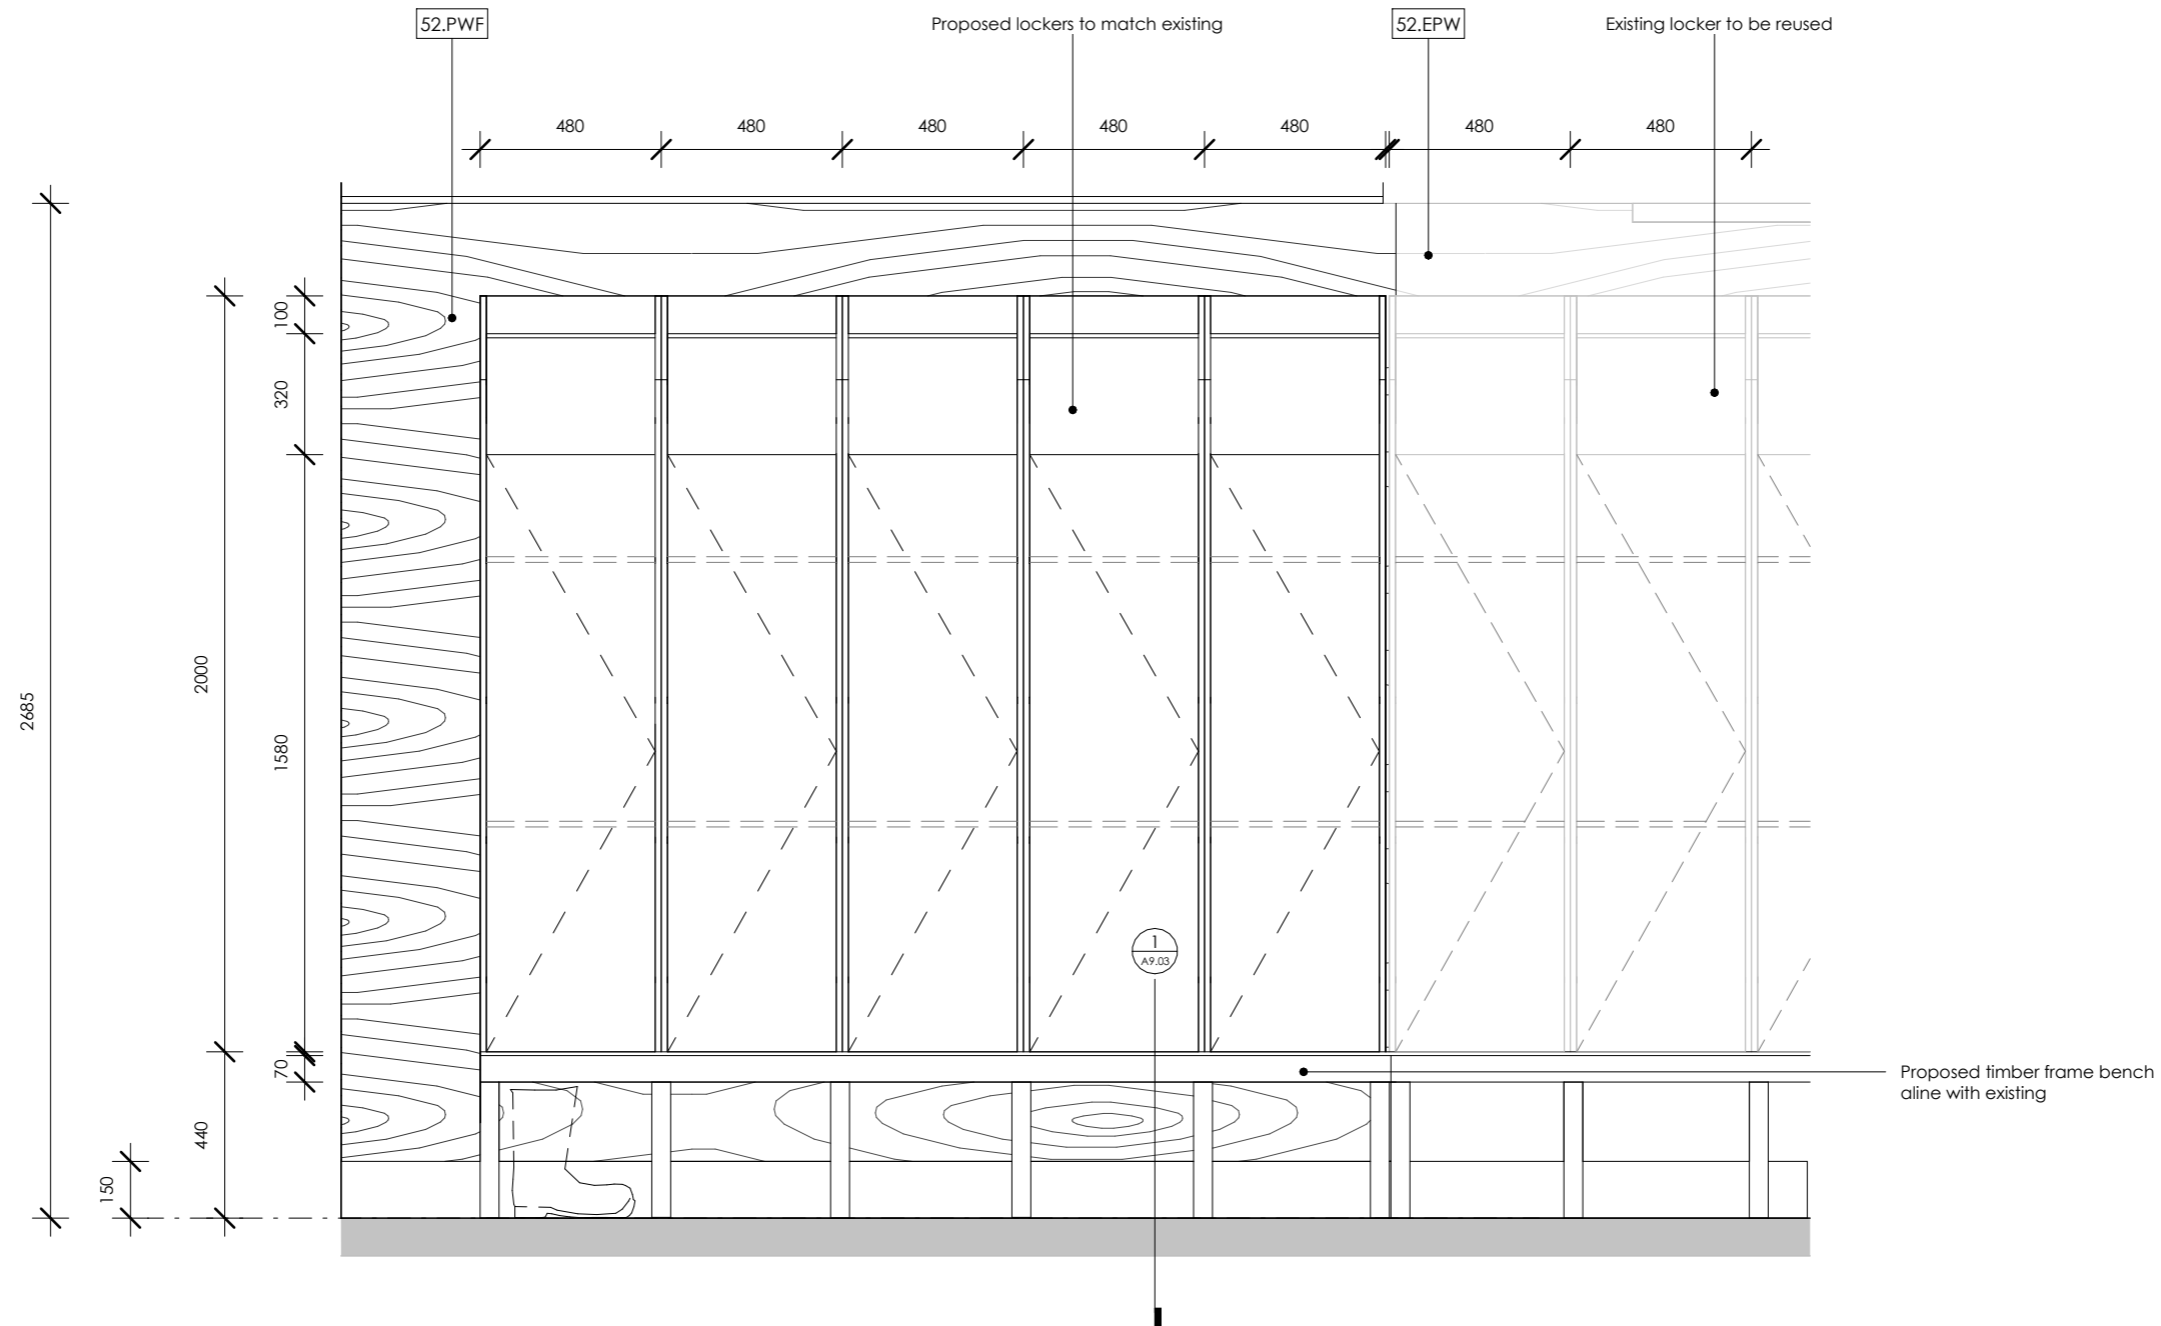 52.PWF
Proposed lockers to match existing
52.EPW
Existing locker to be reused
480
480
480
480
480
480
480
100
320
2000
2685
1580
70
440
150
1
A9.03
Proposed timber frame bench
aline with existing